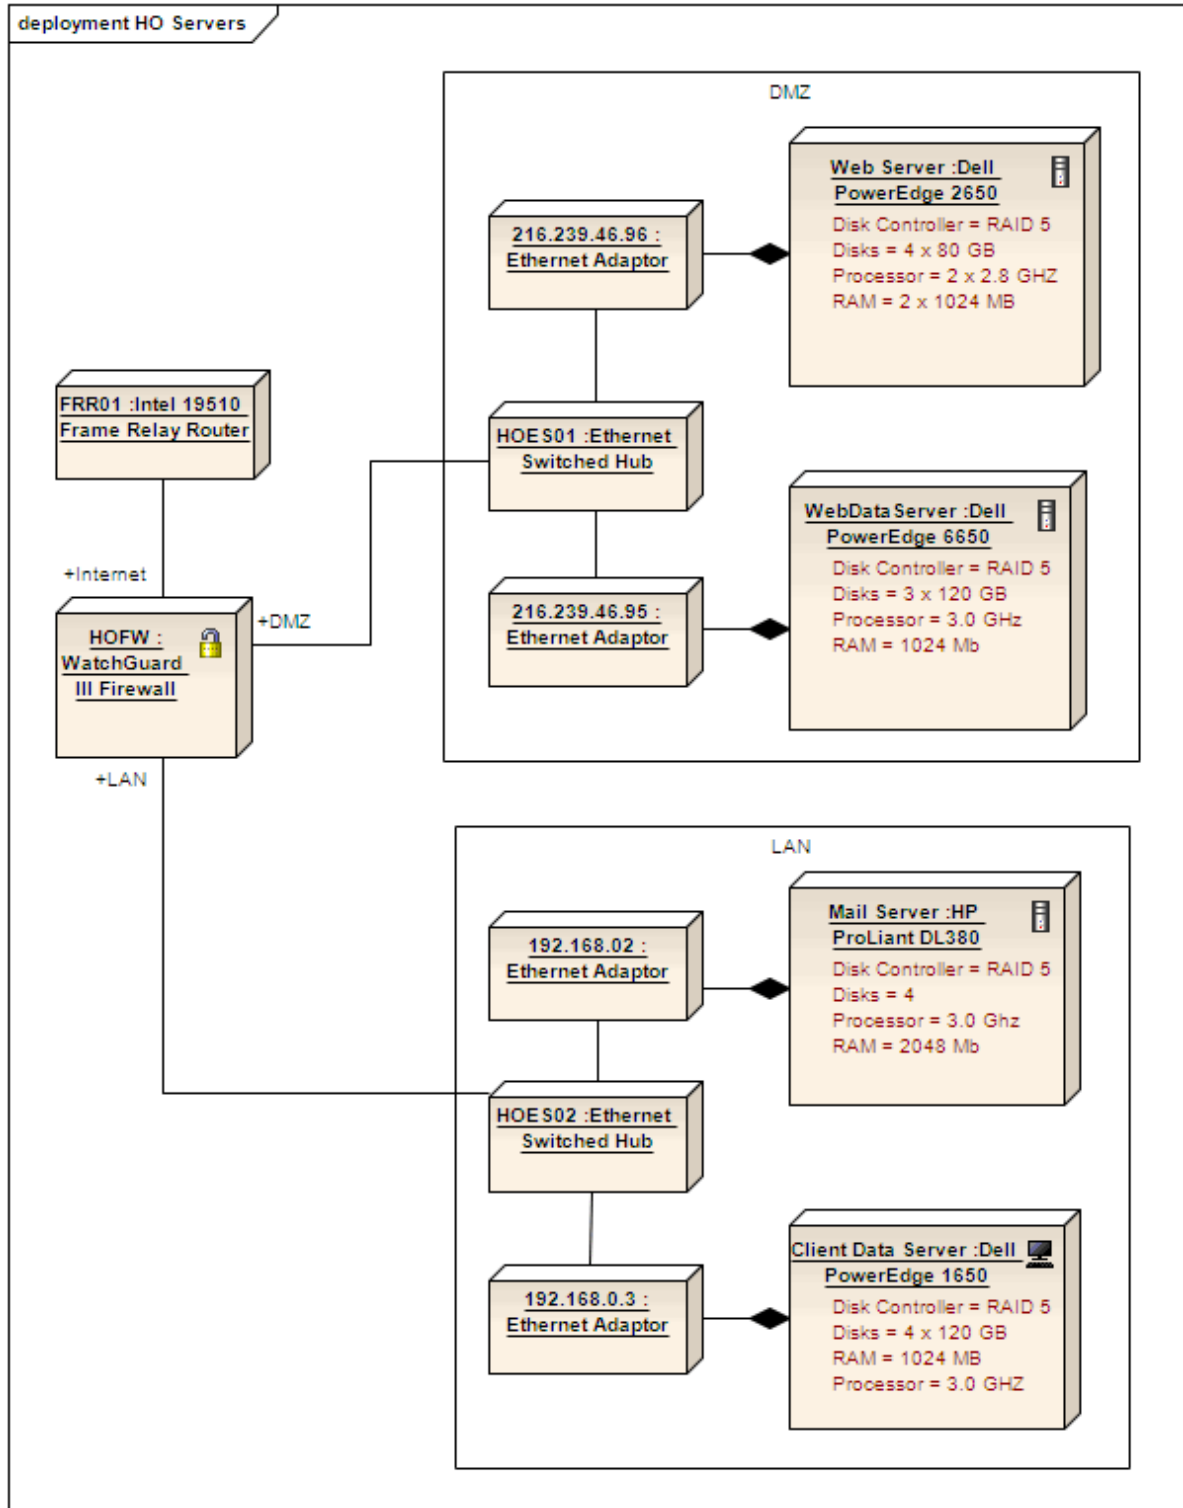 deployment HO Servers
DMZ
Web Server :Dell
PowerEdge 2650
Disk Controller = RAID 5
Disks = 4 x 80 GB
Processor = 2 x 2.8 GHZ
RAM = 2 x 1024 MB
216.239.46.96 :
Ethernet Adaptor
FRR01 :Intel 19510
Frame Relay Router
HOES01 :Ethernet
Switched Hub
WebDataServer :Dell
PowerEdge 6650
Disk Controller = RAID 5
Disks = 3 x 120 GB
Processor = 3.0 GHz
RAM = 1024 Mb
+Internet
216.239.46.95 :
Ethernet Adaptor
+DMZ
HOFW :
WatchGuard
III Firewall
+LAN
LAN
Mail Server :HP
ProLiant DL380
Disk Controller = RAID 5
Disks = 4
Processor = 3.0 Ghz
RAM = 2048 Mb
192.168.02 :
Ethernet Adaptor
HOES02 :Ethernet
Switched Hub
Client Data Server :Dell
PowerEdge 1650
Disk Controller = RAID 5
Disks = 4 x 120 GB
RAM = 1024 MB
Processor = 3.0 GHZ
192.168.0.3 :
Ethernet Adaptor